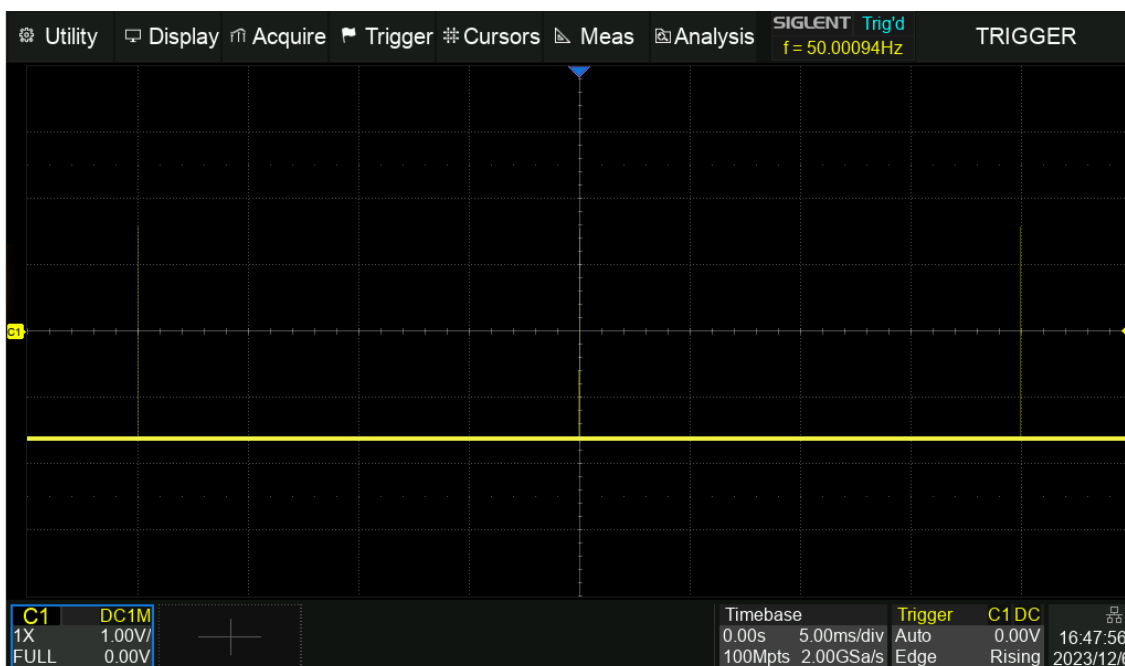 Utility Display Acquire Trigger Cursors Meas Analysis SIGLENT Trig'd TRIGGER
f = 50.00094Hz
C1
C1 DC1M Timebase Trigger C1 DC
1X 1.00V/ 0.00s 5.00ms/div Auto 0.00V 16:47:56
FULL 0.00V 100Mpts 2.00GSa/s Edge Rising 2023/12/